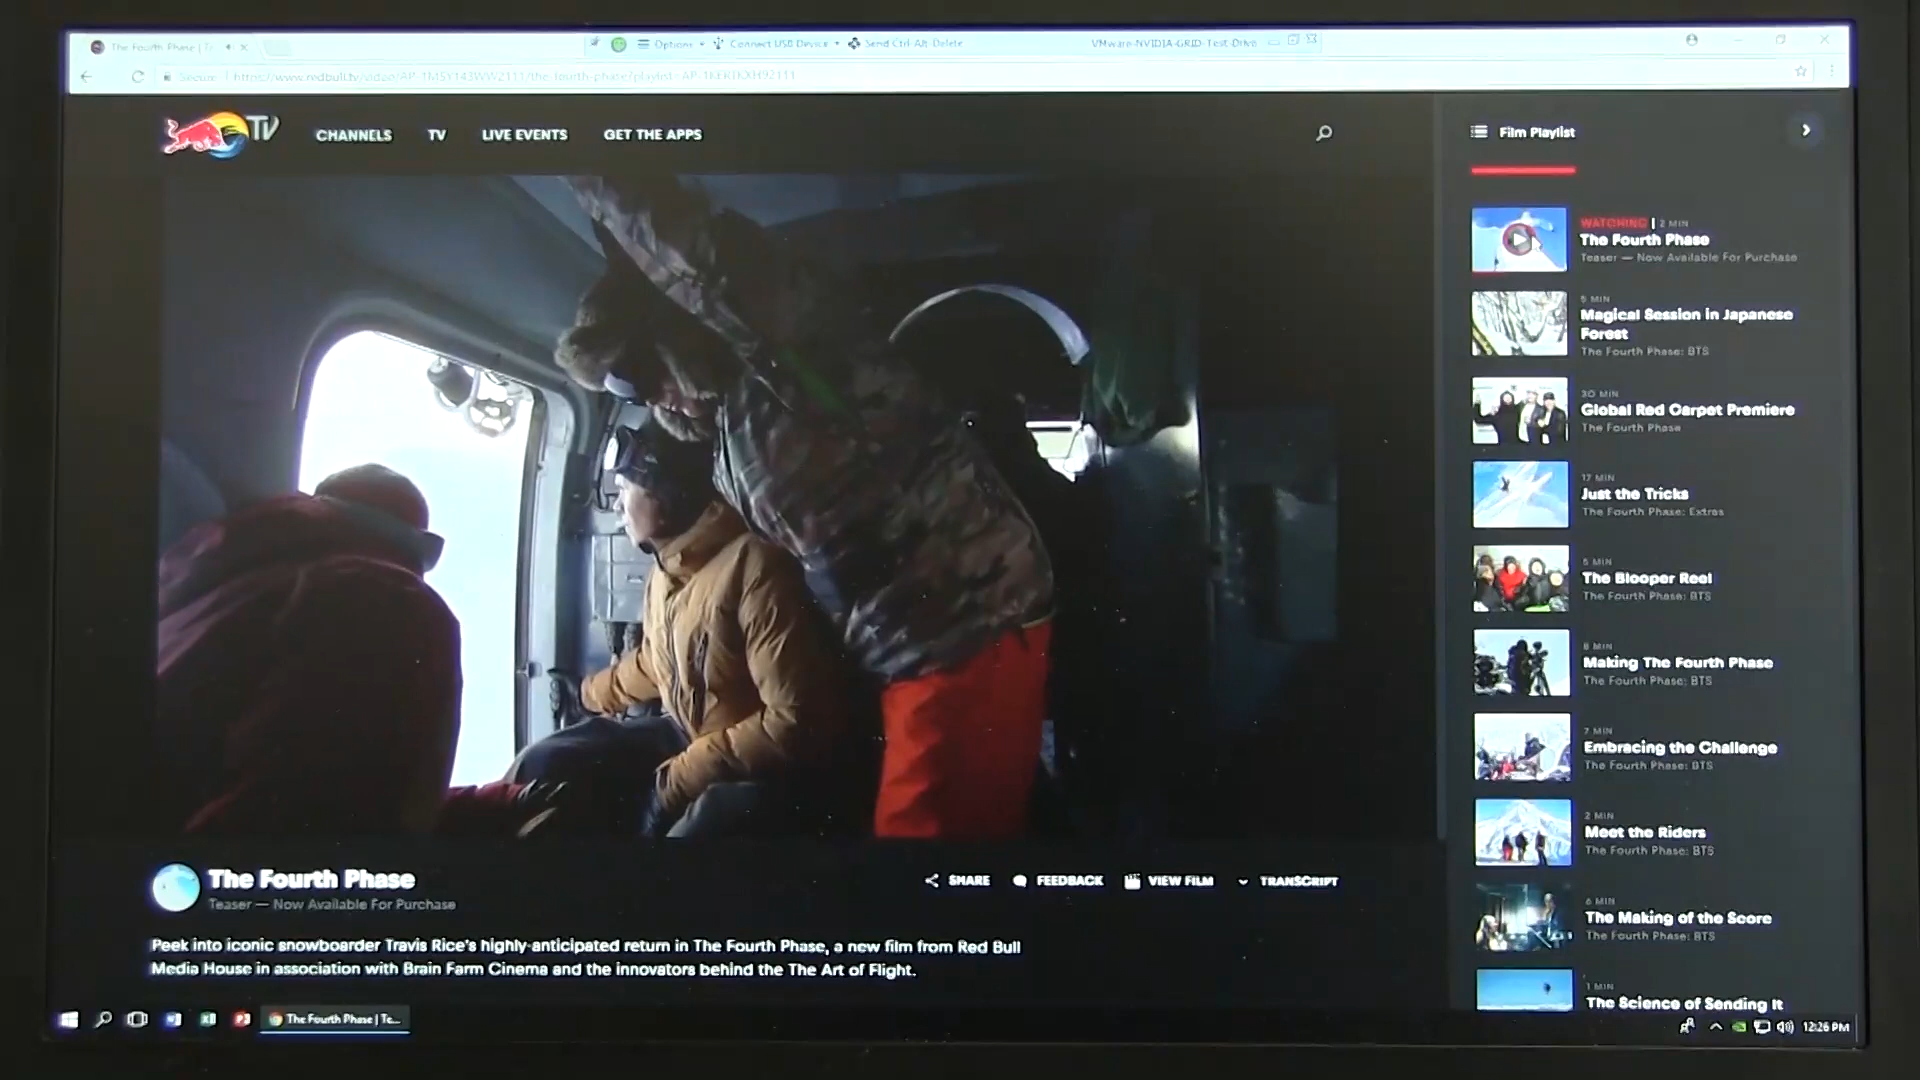 The Fourth Phase | Te
Options
Connect USB Device
Send Ctrl-Alt-Delete
VMware-NVIDIA-GRID-Test-Drive
Secure
TV
CHANNELS
TV
LIVE EVENTS
GET THE APPS
Film Playlist
WATCHING | 2 MIN
The Fourth Phase
Teaser — Now Available For Purchase
5 MIN
Magical Session in Japanese
Forest
The Fourth Phase: BTS
30 MIN
Global Red Carpet Premiere
The Fourth Phase
17 MIN
Just the Tricks
The Fourth Phase: Extras
5 MIN
The Blooper Reel
The Fourth Phase: BTS
8 MIN
Making The Fourth Phase
The Fourth Phase: BTS
7 MIN
Embracing the Challenge
The Fourth Phase: BTS
2 MIN
Meet the Riders
The Fourth Phase: BTS
6 MIN
The Making of the Score
The Fourth Phase: BTS
1 MIN
The Science of Sending It
The Fourth Phase
Teaser — Now Available For Purchase
SHARE
FEEDBACK
VIEW FILM
TRANSCRIPT
Peek into iconic snowboarder Travis Rice's highly-anticipated return in The Fourth Phase, a new film from Red Bull
Media House in association with Brain Farm Cinema and the innovators behind the The Art of Flight.
The Fourth Phase | Te...
12:26 PM